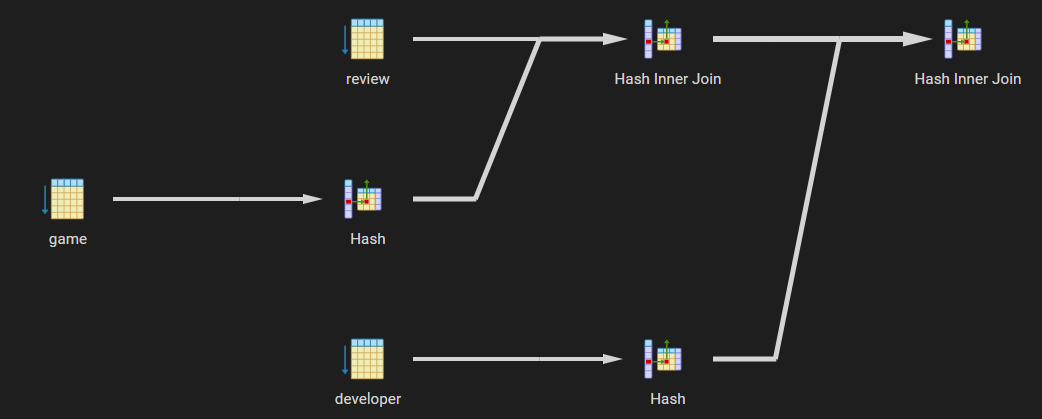 review
Hash Inner Join
Hash Inner Join
game
Hash
developer
Hash